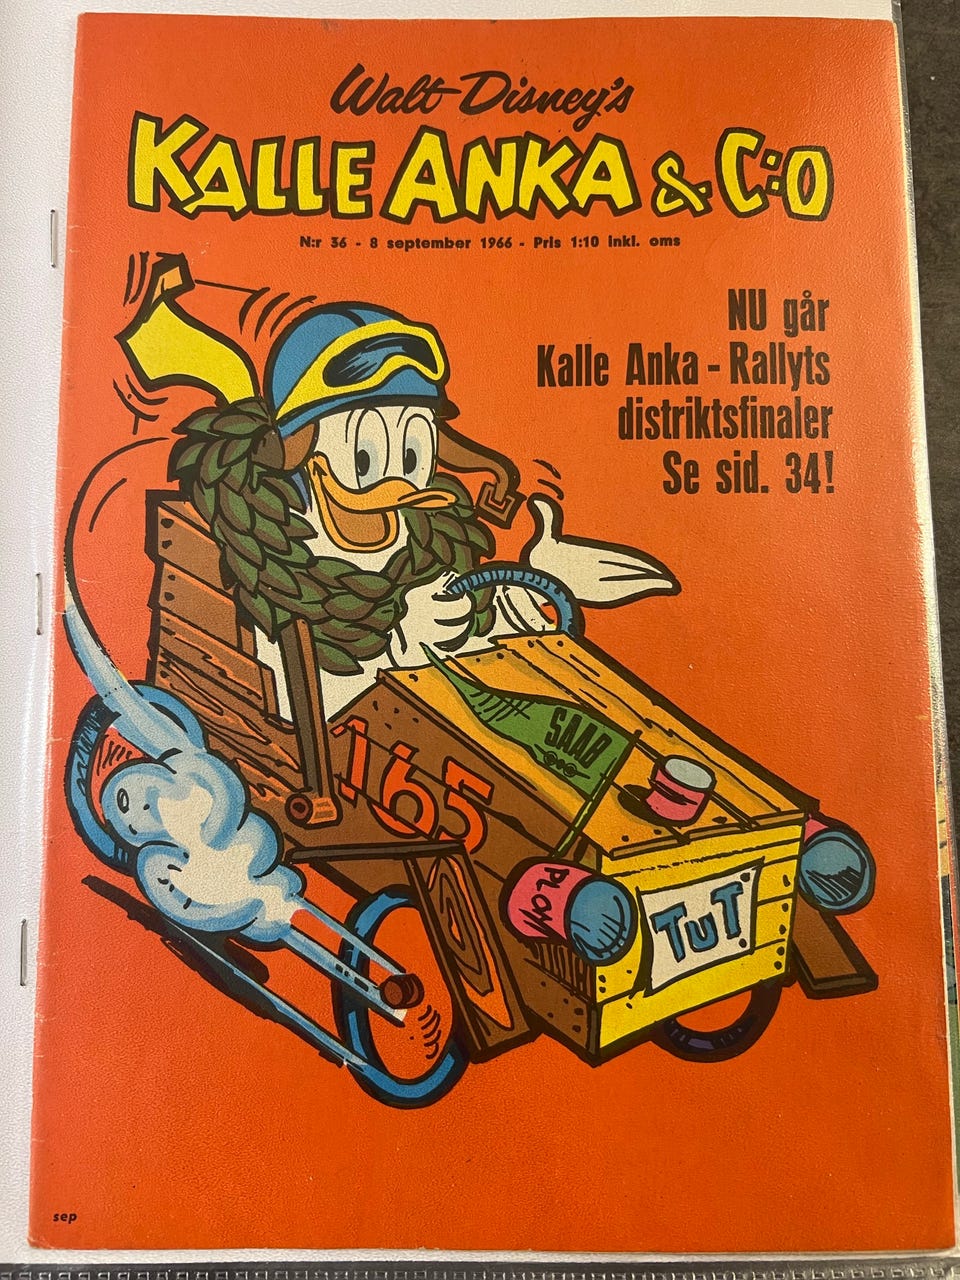 Walt Disney's
KALLE ANKA & C:O
N:r 36 - 8 september 1966 - Pris 1:10 inkl. oms
NU går
Kalle Anka - Rallyts
distriktsfinaler
Se sid. 34!
SAAB
165
PLOM
TUT
sep